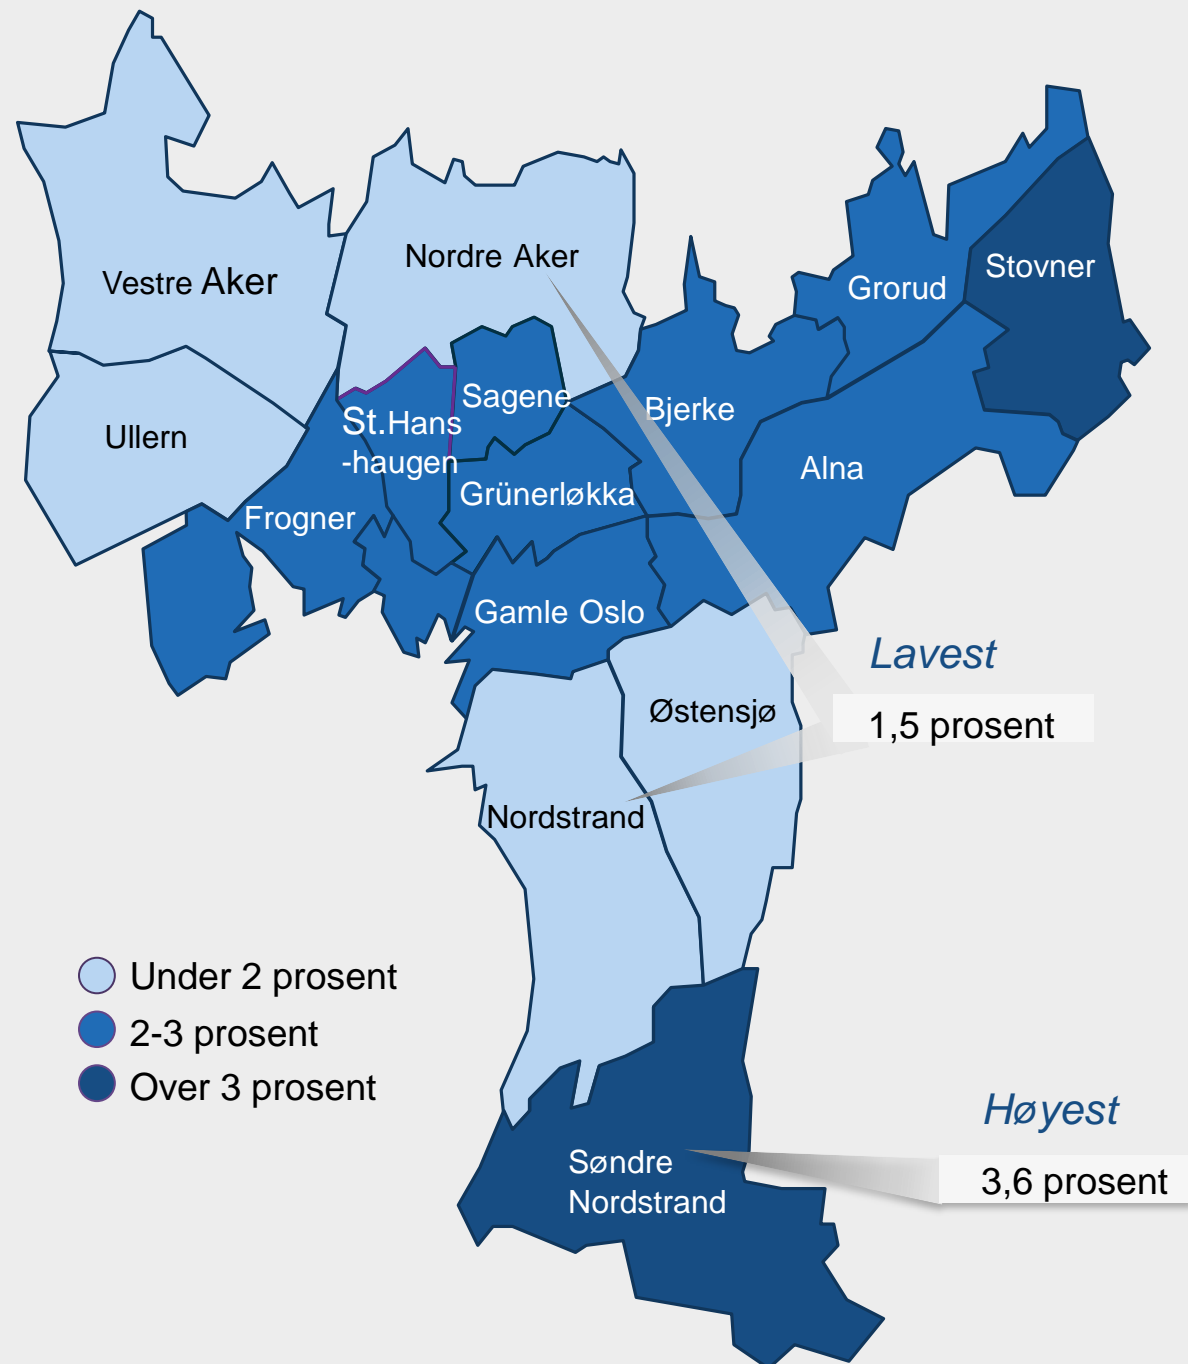 Nordre Aker
Stovner
Vestre Aker
Grorud
Sagene
Bjerke
St.Hans
-haugen
Ullern
Alna
Grünerløkka
Frogner
Gamle Oslo
Lavest
1,5 prosent
Østensjø
Nordstrand
Under 2 prosent
2-3 prosent
Over 3 prosent
Høyest
3,6 prosent
Søndre
Nordstrand